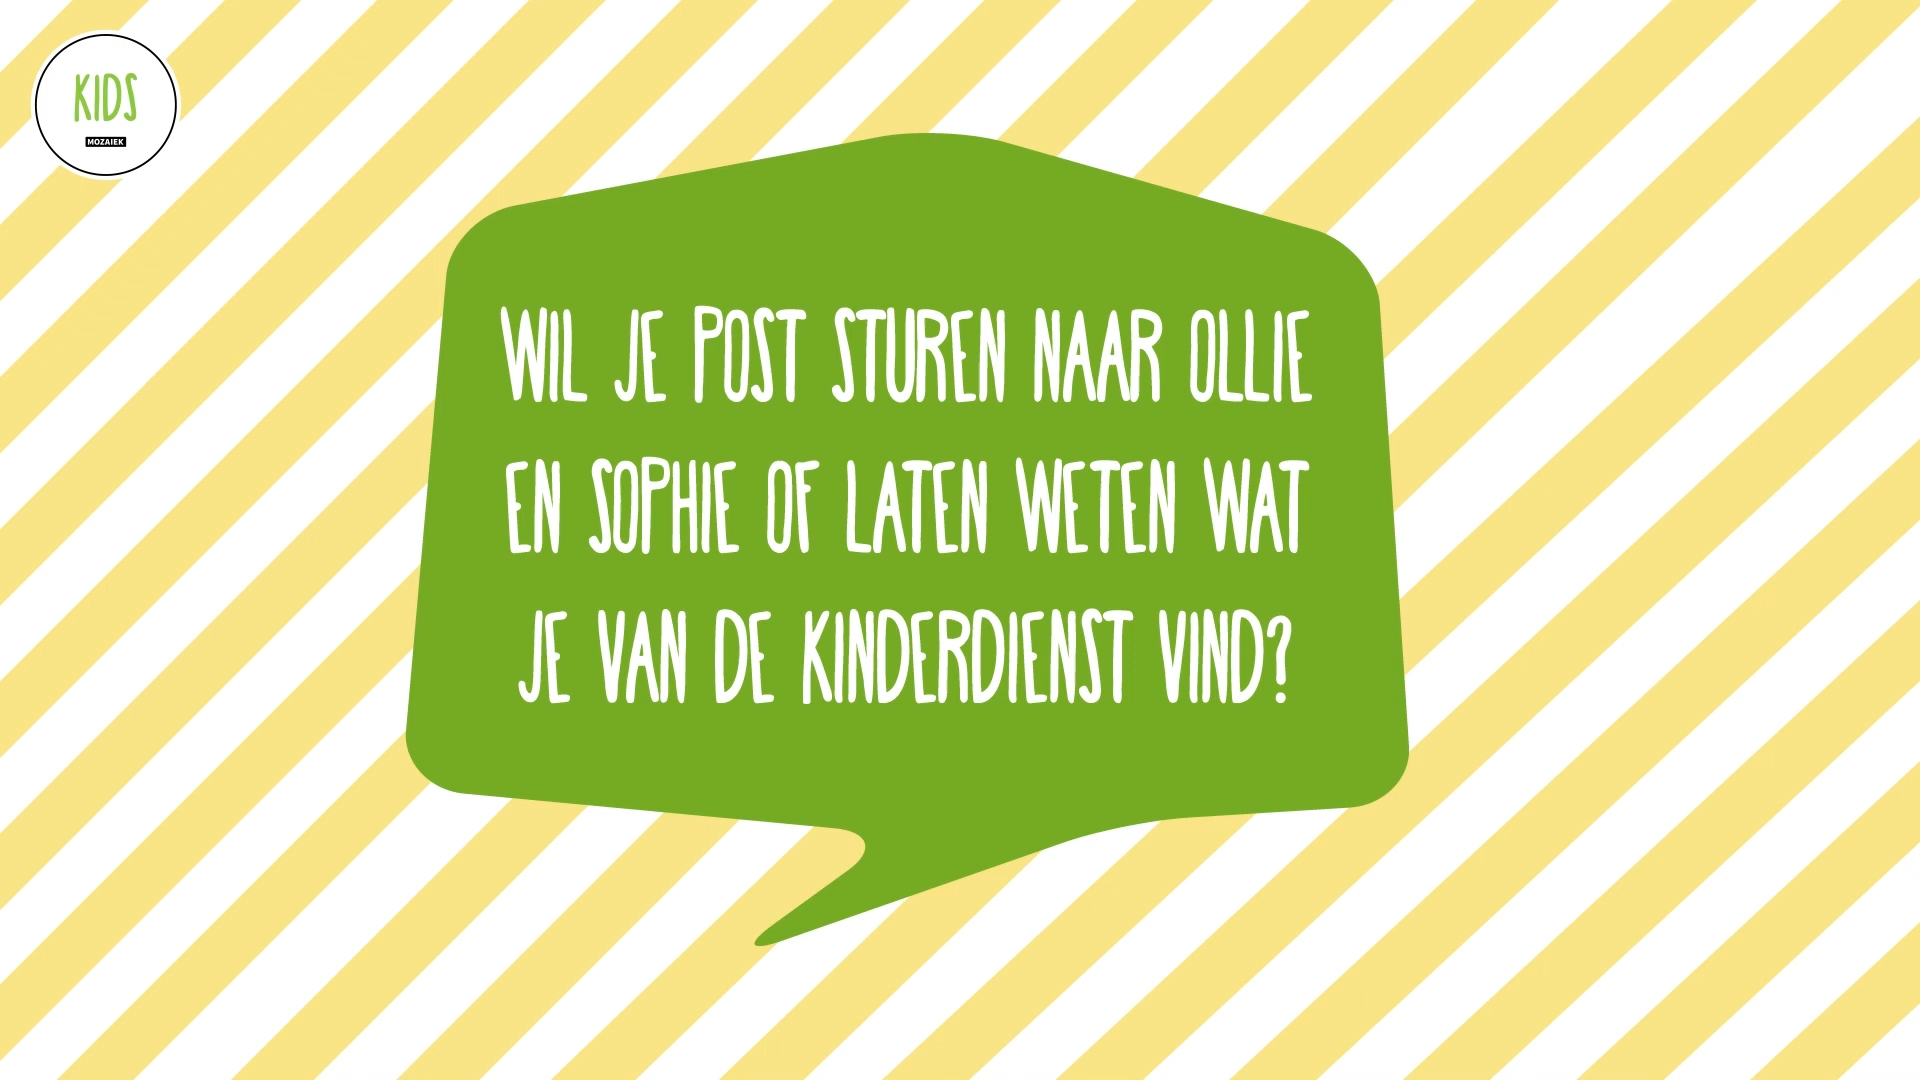 KIDS
MOZAIEK
WIL JE POST STUREN NAAR OLLIE
EN SOPHIE OF LATEN WETEN WAT
JE VAN DE KINDERDIENST VIND?